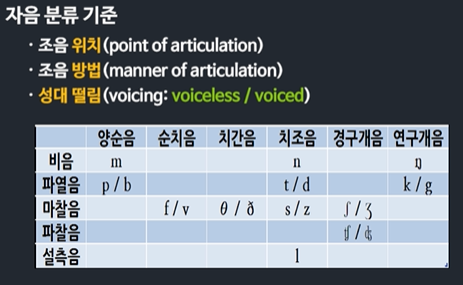 자음 분류 기준
· 조음 위치(point of articulation)
· 조음 방법(manner of articulation)
· 성대 떨림(voicing: voiceless / voiced)
양순음 순치음 치간음 치조음 경구개음 연구개음
비음 m n ŋ
파열음 p / b t / d k / g
마찰음 f / v θ / ð s / z ʃ / ʒ
파찰음 ʧ / ʤ
설측음 l